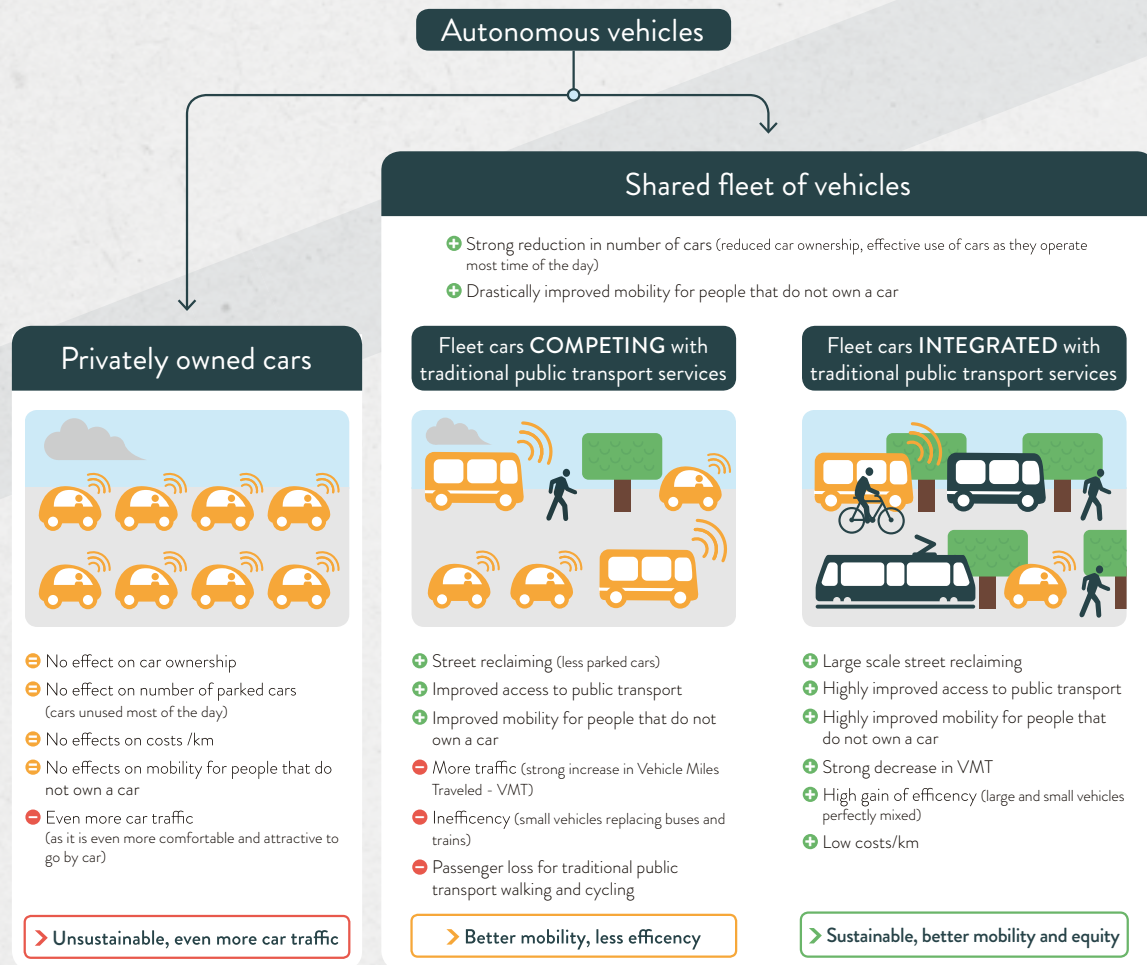 Autonomous vehicles
Shared fleet of vehicles
Strong reduction in number of cars (reduced car ownership, effective use of cars as they operate
most time of the day)
Drastically improved mobility for people that do not own a car
Privately owned cars
No effect on car ownership
No effect on number of parked cars
(cars unused most of the day)
No effects on costs /km
No effects on mobility for people that do
not own a car
Even more car traffic
(as it is even more comfortable and attractive to
go by car)
Unsustainable, even more car traffic
Fleet cars COMPETING with
traditional public transport services
Street reclaiming (less parked cars)
Improved access to public transport
Improved mobility for people that do not
own a car
More traffic (strong increase in Vehicle Miles
Traveled - VMT)
Inefficency (small vehicles replacing buses and
trains)
Passenger loss for traditional public
transport walking and cycling
Better mobility, less efficency
Fleet cars INTEGRATED with
traditional public transport services
Large scale street reclaiming
Highly improved access to public transport
Highly improved mobility for people that
do not own a car
Strong decrease in VMT
High gain of efficency (large and small vehicles
perfectly mixed)
Low costs/km
Sustainable, better mobility and equity